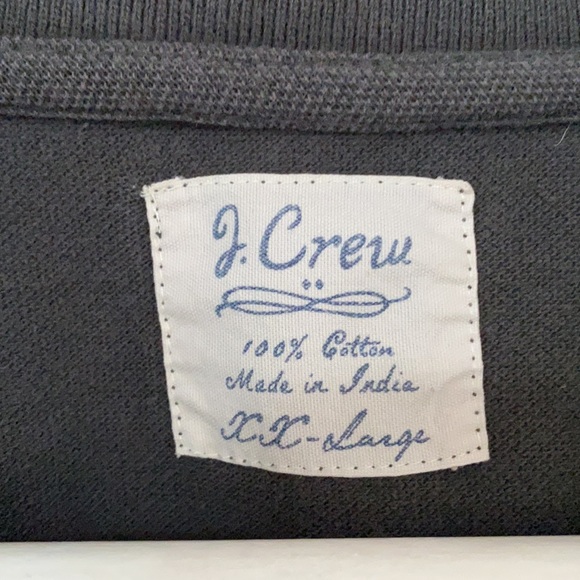 J.Crew
100% Cotton
Made in India
XX-Large